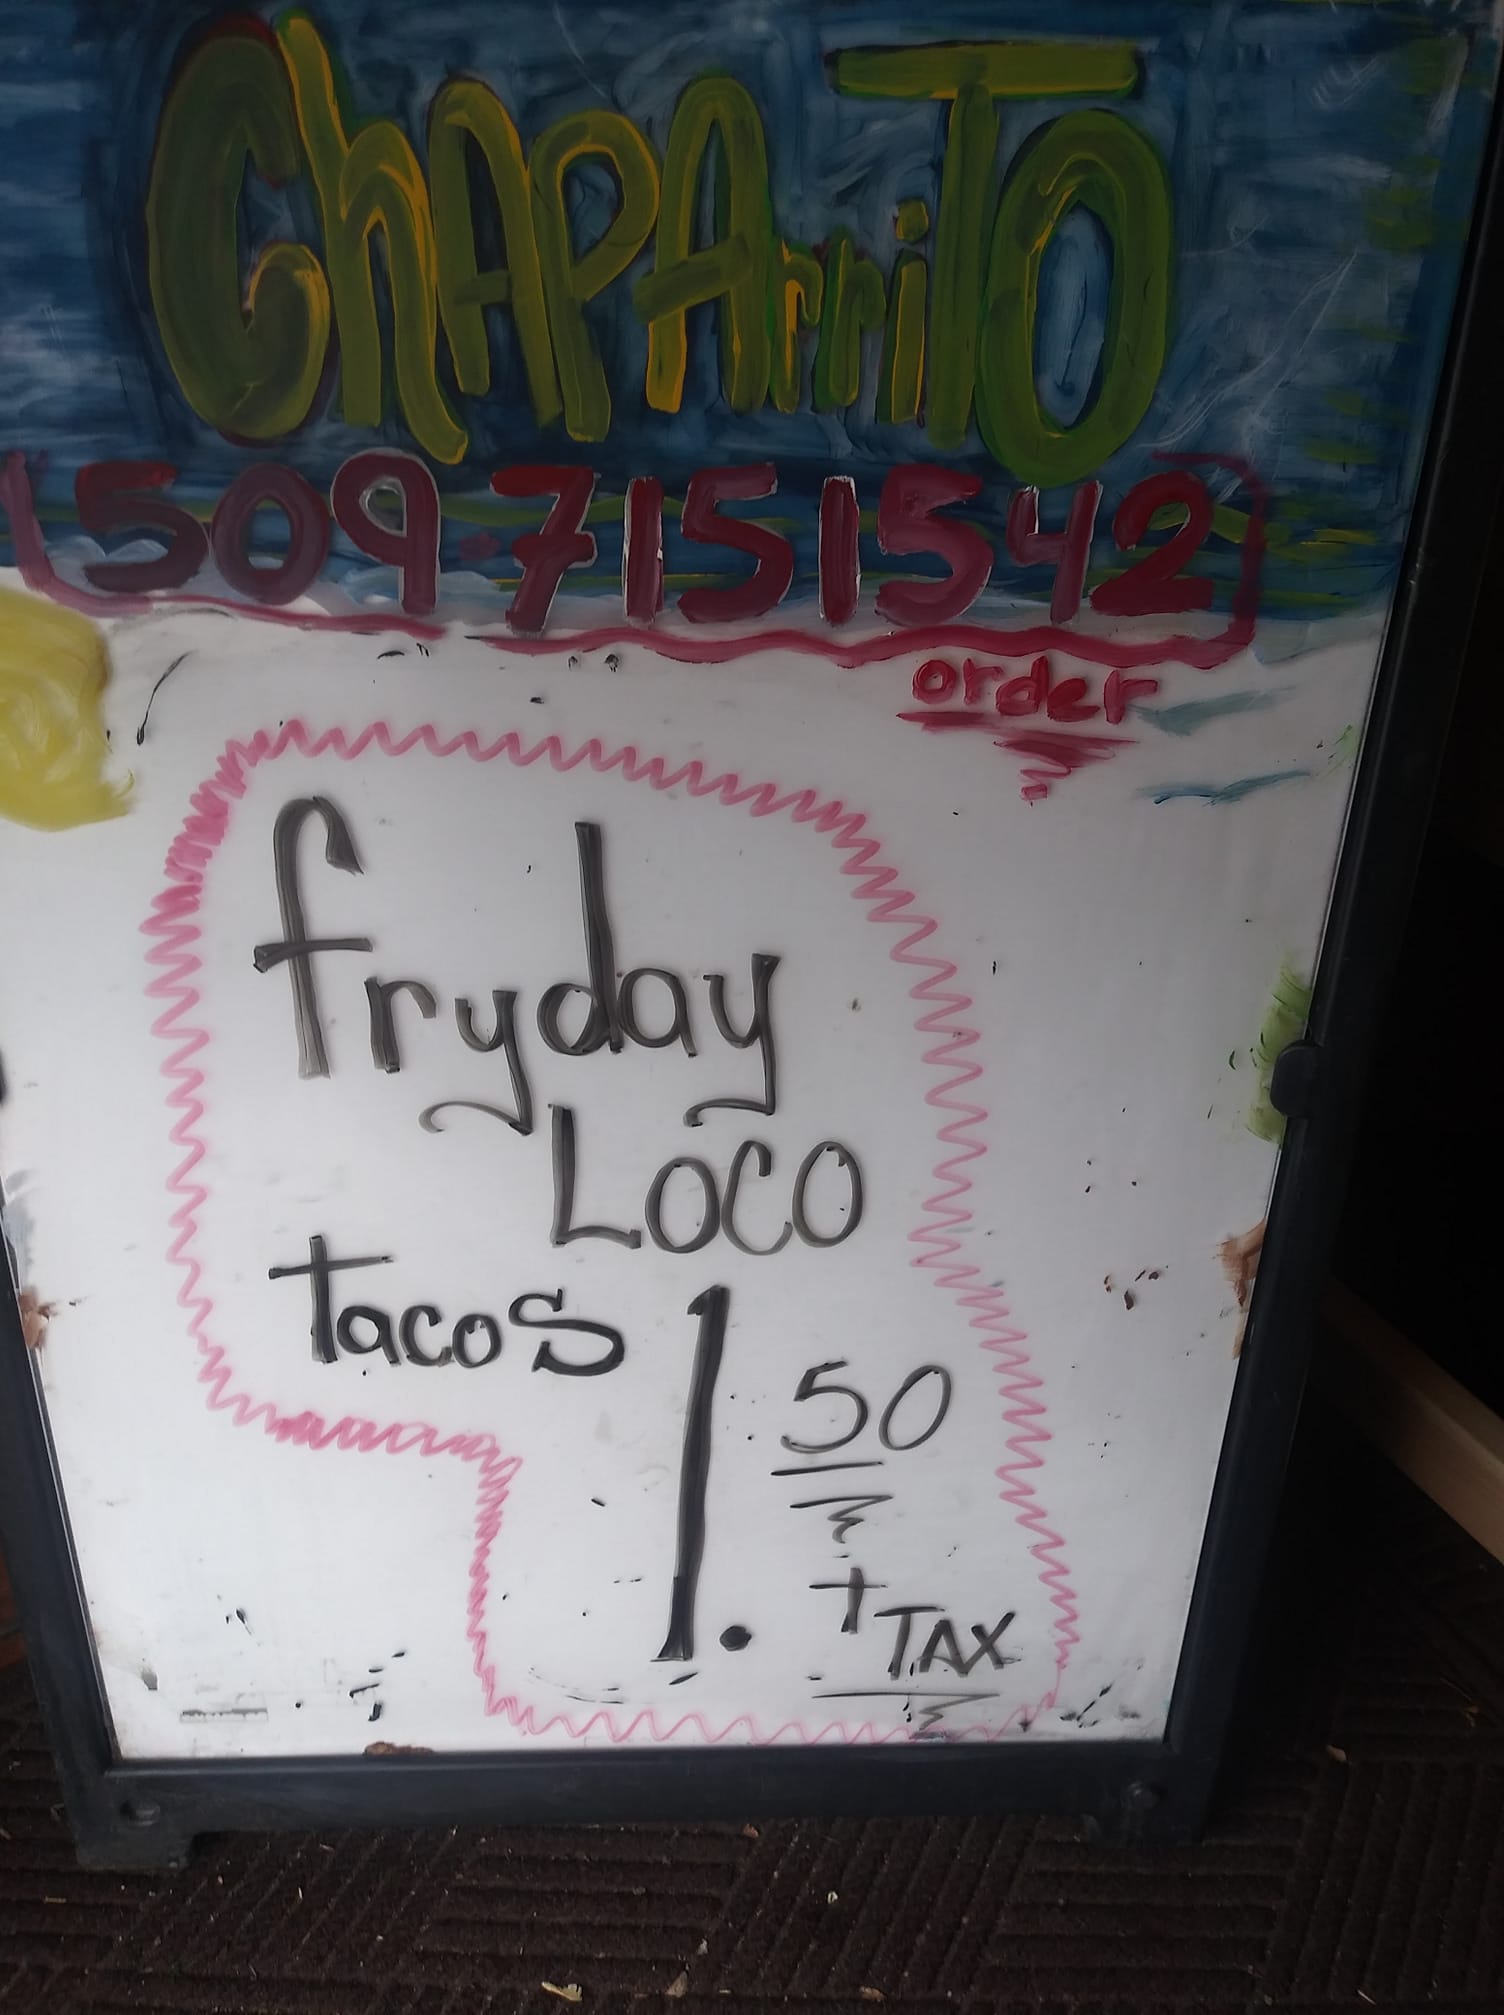 ChAPArriTO
(509.7151542)
order
fryday
LOCO
tacos
1.50
+ TAX